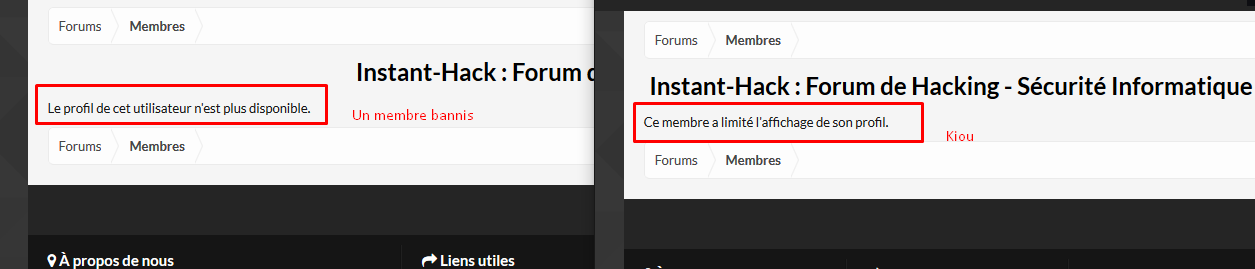 Forums Membres
Instant-Hack : Forum d
Le profil de cet utilisateur n'est plus disponible.
Un membre bannis
Forums Membres
À propos de nous
Liens utiles
Forums Membres
Instant-Hack : Forum de Hacking - Sécurité Informatique
Ce membre a limité l'affichage de son profil.
Kiou
Forums Membres